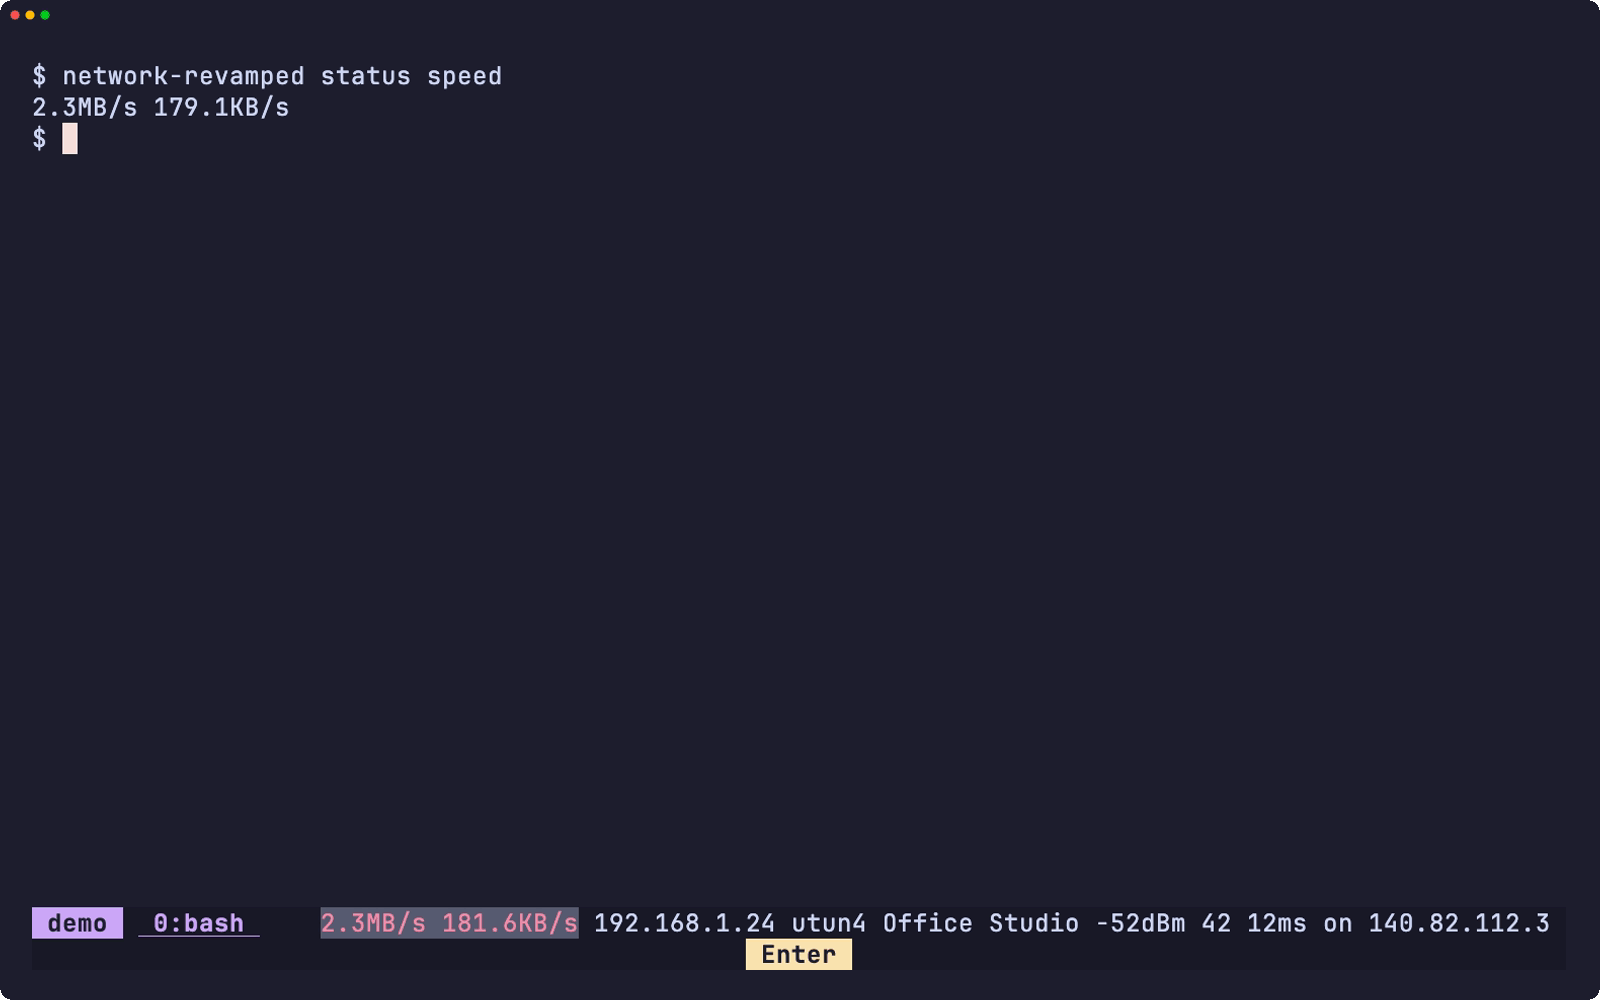 $ network-revamped status speed
2.3MB/s 179.1KB/s
$
demo 0:bash 2.3MB/s 181.6KB/s 192.168.1.24 utun4 Office Studio -52dBm 42 12ms on 140.82.112.3
Enter